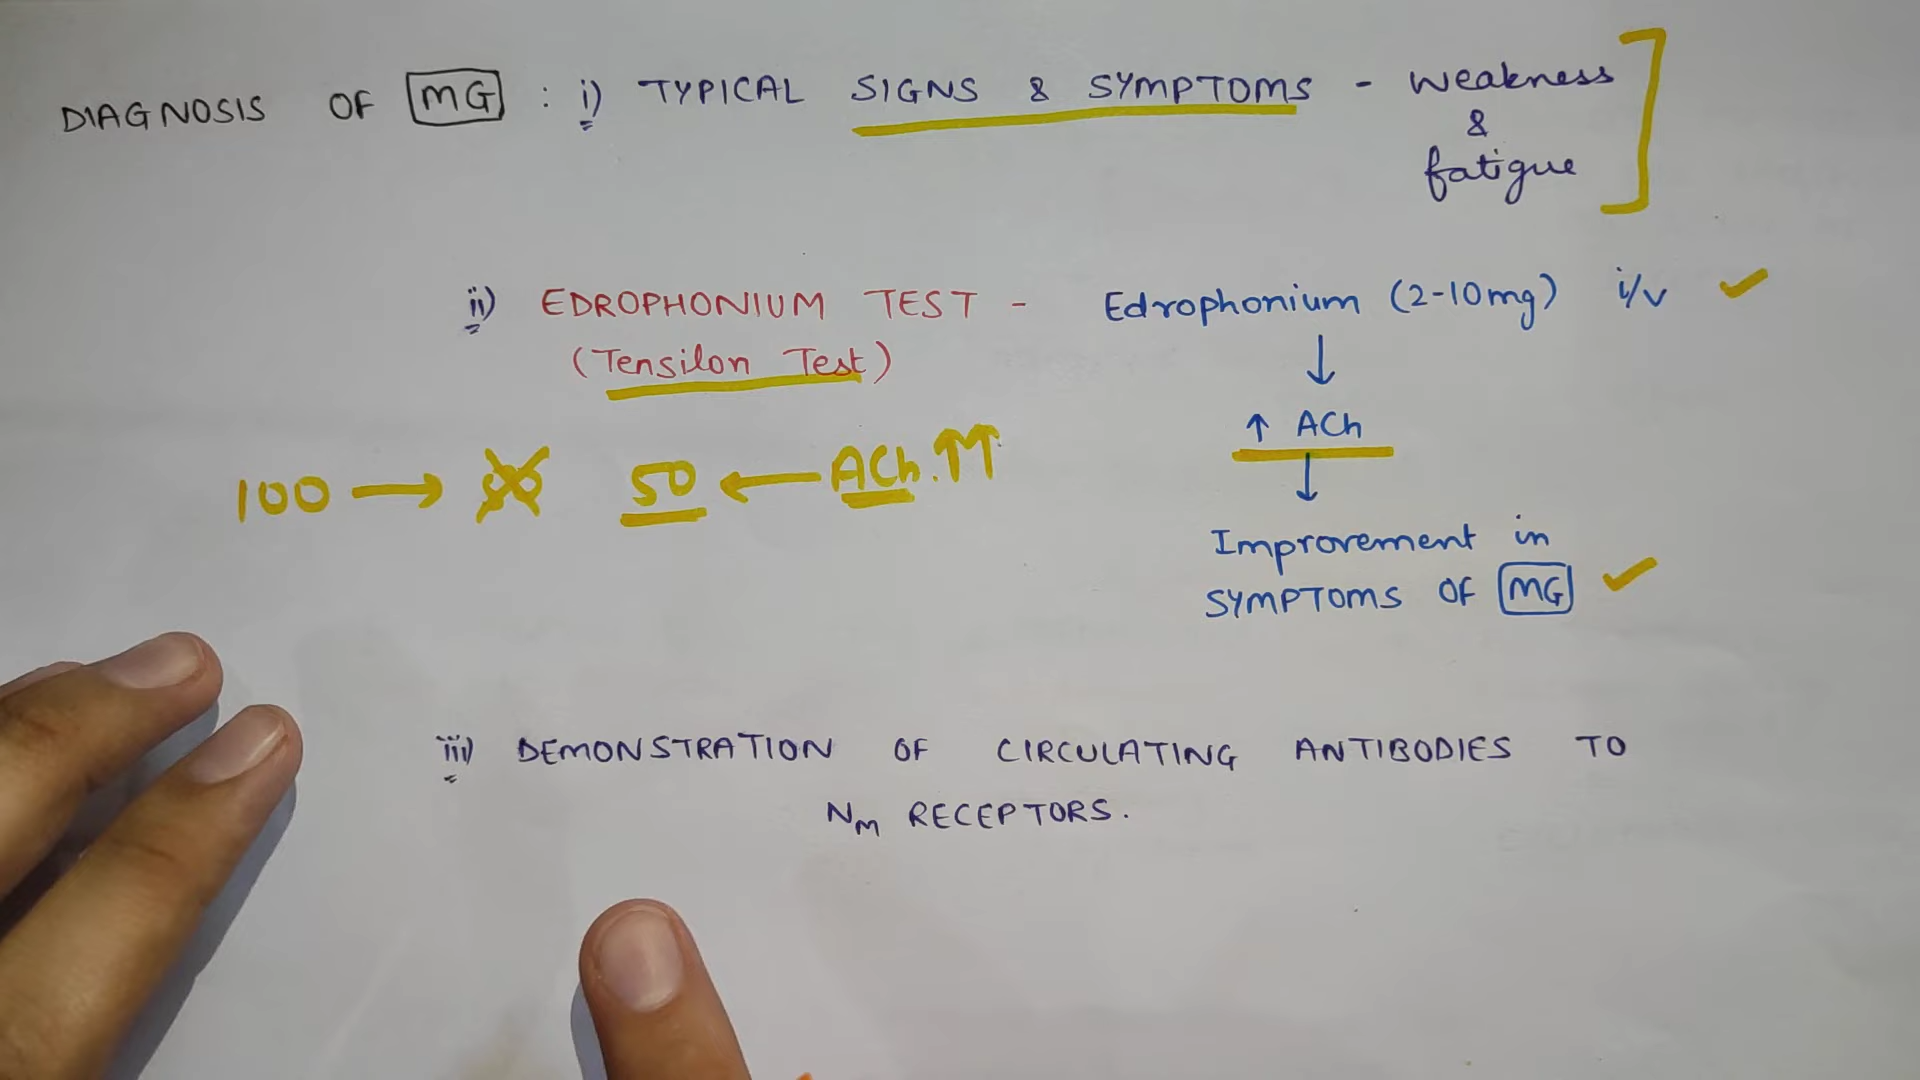 DIAGNOSIS OF MG : i) TYPICAL SIGNS & SYMPTOMS - Weakness
&
fatigue
ii) EDROPHONIUM TEST - Edrophonium (2-10mg) i/v
(Tensilon Test)
↓
↑ ACh
100 → 50 ← ACh.↑↑
↓
Improvement in
SYMPTOMS OF MG
iii) DEMONSTRATION OF CIRCULATING ANTIBODIES TO
NM RECEPTORS.